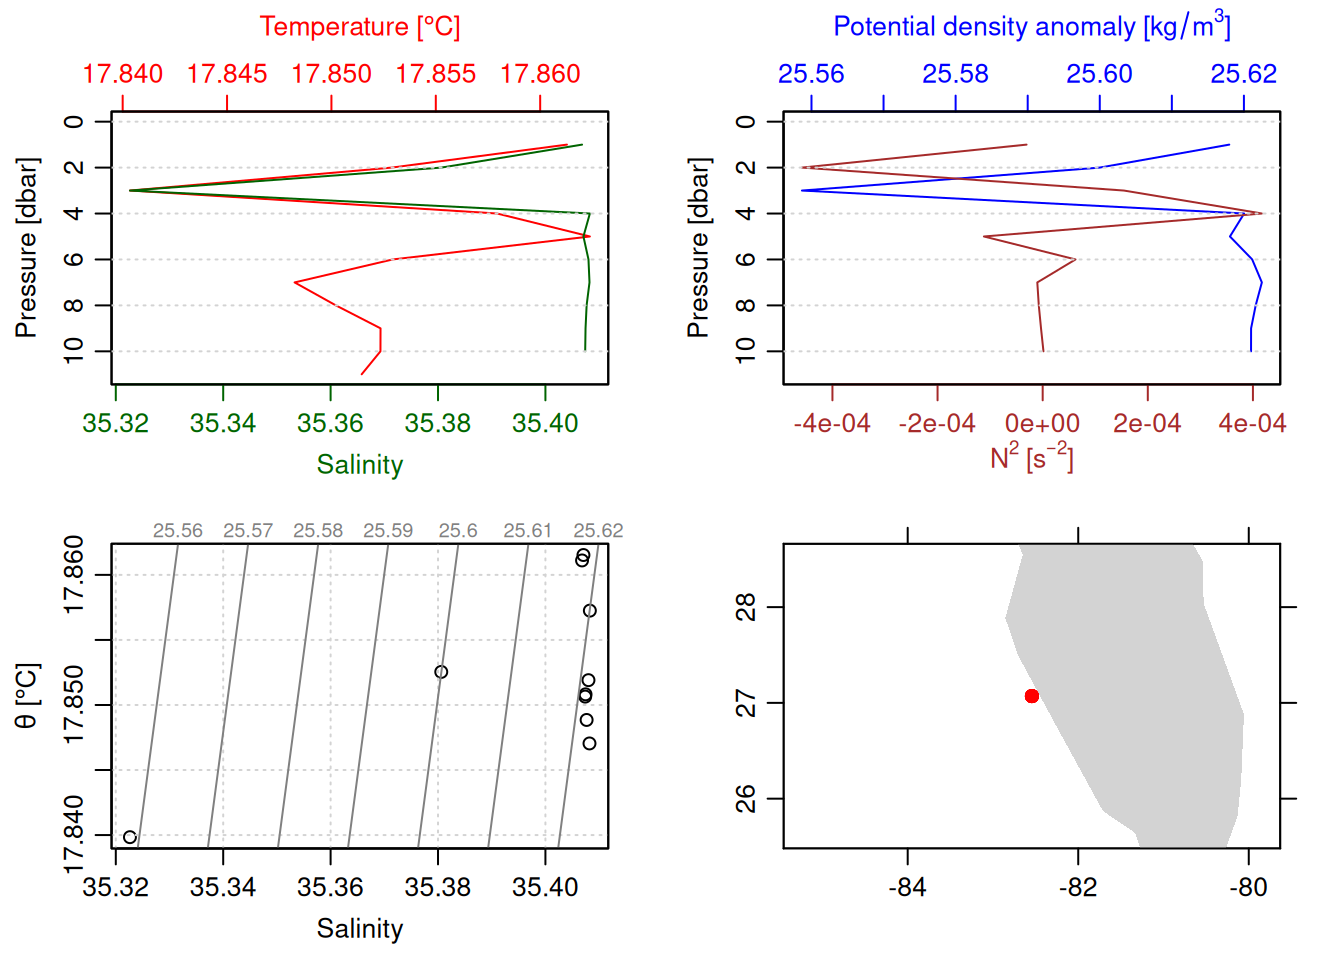 Temperature [°C]
17.840 17.845 17.850 17.855 17.860
Pressure [dbar]
0
2
4
6
8
10
35.32 35.34 35.36 35.38 35.40
Salinity
Potential density anomaly [kg/m³]
25.56 25.58 25.60 25.62
Pressure [dbar]
0
2
4
6
8
10
-4e-04 -2e-04 0e+00 2e-04 4e-04
N² [s⁻²]
25.56 25.57 25.58 25.59 25.6 25.61 25.62
θ [°C]
17.860
17.850
17.840
35.32 35.34 35.36 35.38 35.40
Salinity
28
27
26
-84 -82 -80